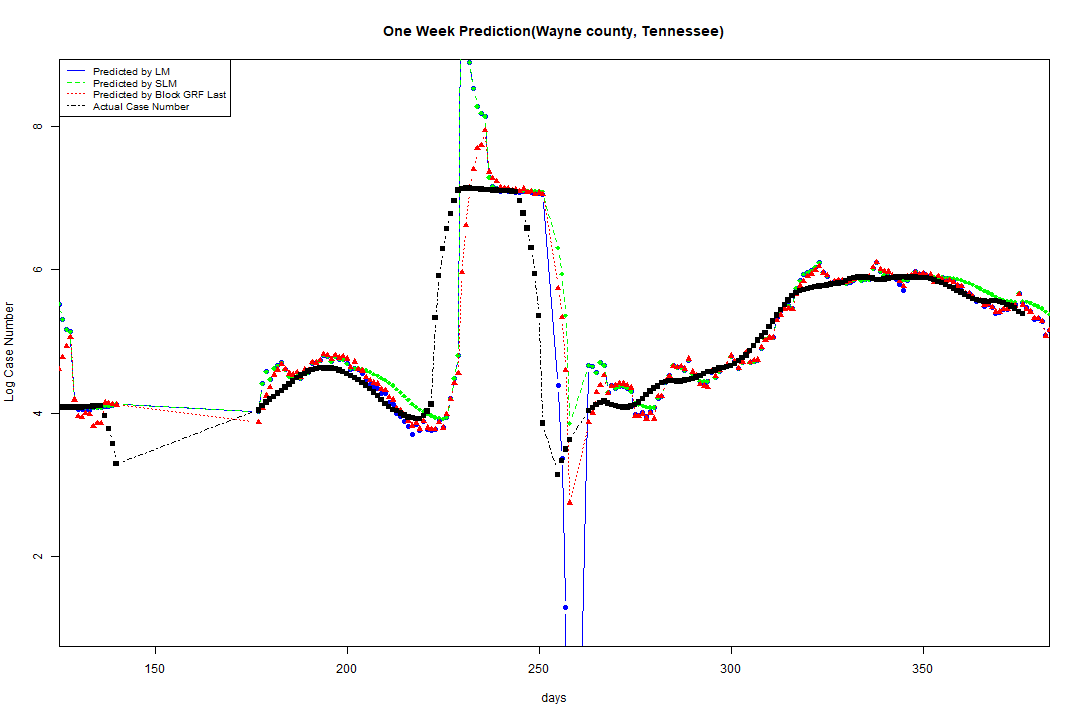 One Week Prediction(Wayne county, Tennessee)
Predicted by LM
Predicted by SLM
Predicted by Block GRF Last
Actual Case Number
8
6
4
2
Log Case Number
150 200 250 300 350
days